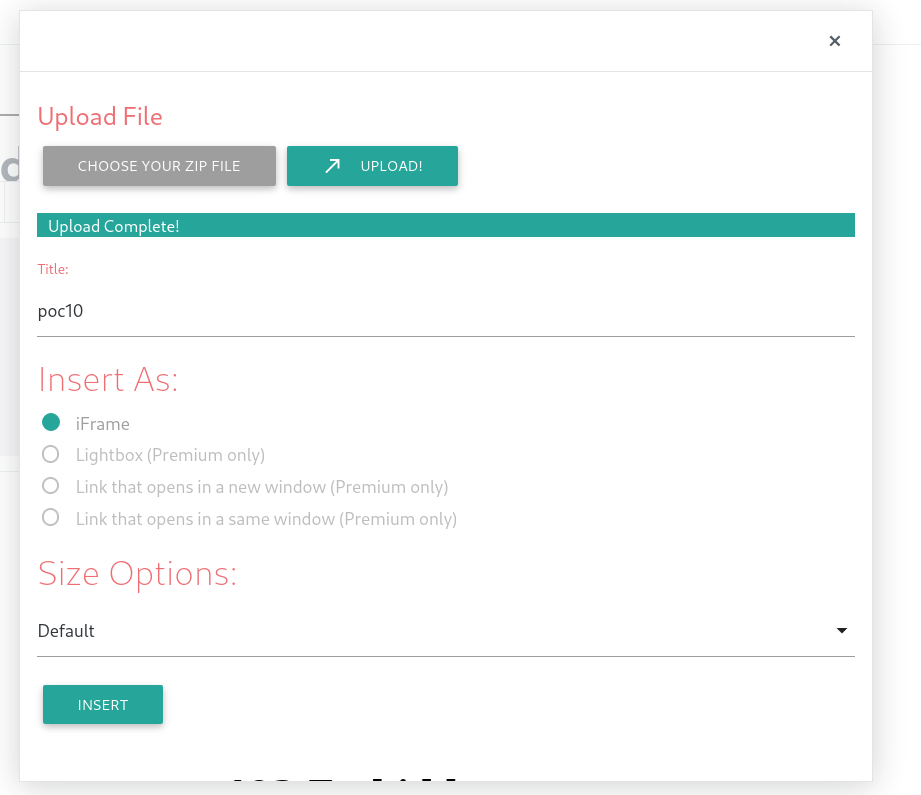 ×
Upload File
CHOOSE YOUR ZIP FILE
UPLOAD!
Upload Complete!
Title:
poc10
Insert As:
iFrame
Lightbox (Premium only)
Link that opens in a new window (Premium only)
Link that opens in a same window (Premium only)
Size Options:
Default
INSERT